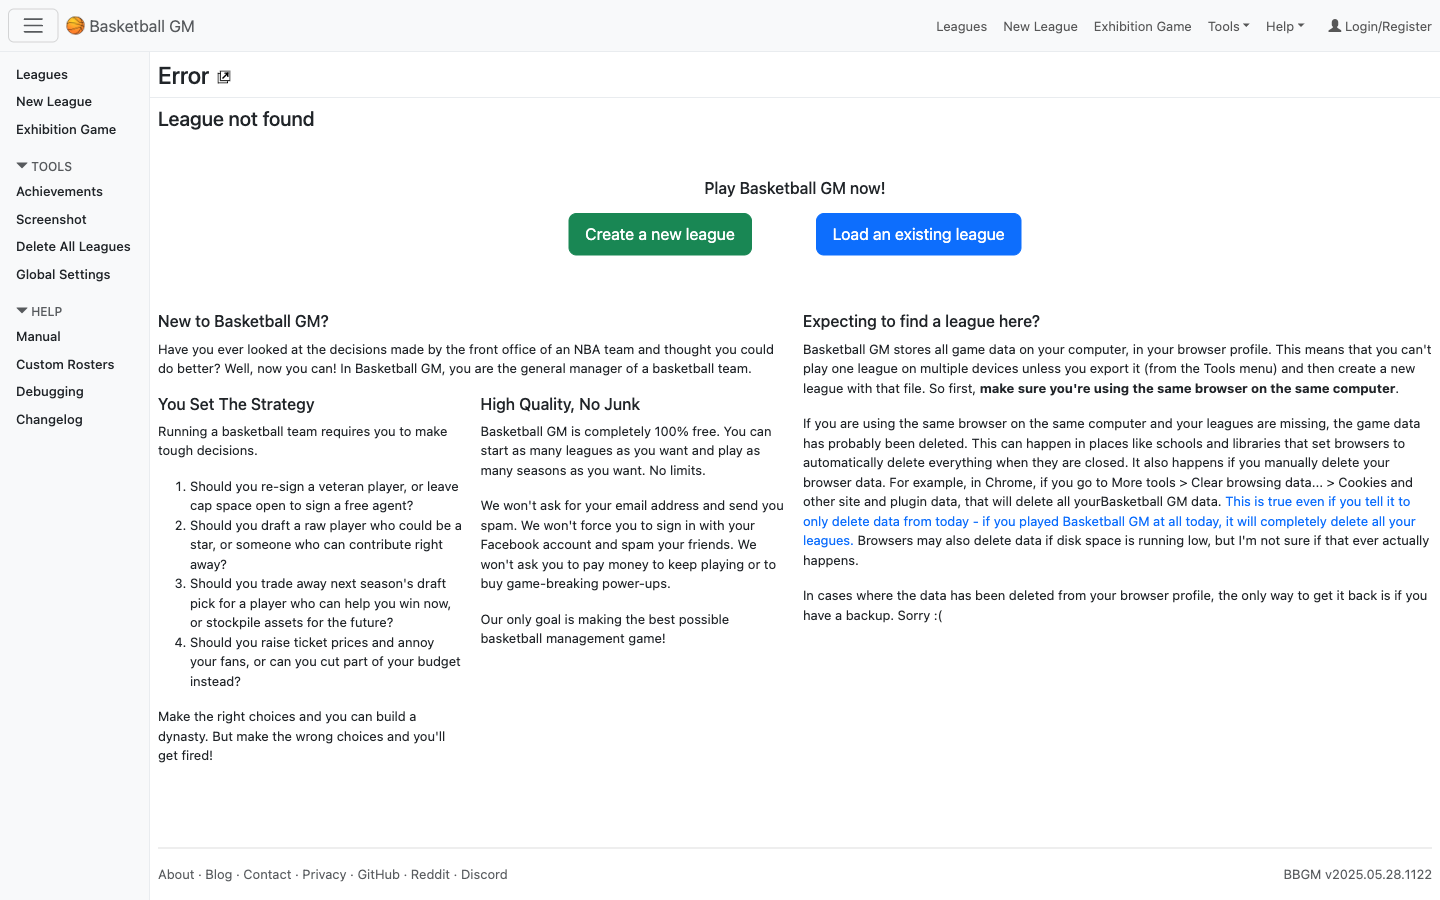 Basketball GM
Leagues
New League
Exhibition Game
Tools
Help
Login/Register
Leagues
New League
Exhibition Game
TOOLS
Achievements
Screenshot
Delete All Leagues
Global Settings
HELP
Manual
Custom Rosters
Debugging
Changelog
Error
League not found
Play Basketball GM now!
Create a new league
Load an existing league
New to Basketball GM?
Have you ever looked at the decisions made by the front office of an NBA team and thought you could
do better? Well, now you can! In Basketball GM, you are the general manager of a basketball team.
You Set The Strategy
Running a basketball team requires you to make
tough decisions.
1. Should you re-sign a veteran player, or leave
cap space open to sign a free agent?
2. Should you draft a raw player who could be a
star, or someone who can contribute right
away?
3. Should you trade away next season's draft
pick for a player who can help you win now,
or stockpile assets for the future?
4. Should you raise ticket prices and annoy
your fans, or can you cut part of your budget
instead?
Make the right choices and you can build a
dynasty. But make the wrong choices and you'll
get fired!
High Quality, No Junk
Basketball GM is completely 100% free. You can
start as many leagues as you want and play as
many seasons as you want. No limits.
We won't ask for your email address and send you
spam. We won't force you to sign in with your
Facebook account and spam your friends. We
won't ask you to pay money to keep playing or to
buy game-breaking power-ups.
Our only goal is making the best possible
basketball management game!
Expecting to find a league here?
Basketball GM stores all game data on your computer, in your browser profile. This means that you can't
play one league on multiple devices unless you export it (from the Tools menu) and then create a new
league with that file. So first, make sure you're using the same browser on the same computer.
If you are using the same browser on the same computer and your leagues are missing, the game data
has probably been deleted. This can happen in places like schools and libraries that set browsers to
automatically delete everything when they are closed. It also happens if you manually delete your
browser data. For example, in Chrome, if you go to More tools > Clear browsing data... > Cookies and
other site and plugin data, that will delete all yourBasketball GM data. This is true even if you tell it to
only delete data from today - if you played Basketball GM at all today, it will completely delete all your
leagues. Browsers may also delete data if disk space is running low, but I'm not sure if that ever actually
happens.
In cases where the data has been deleted from your browser profile, the only way to get it back is if you
have a backup. Sorry :(
About · Blog · Contact · Privacy · GitHub · Reddit · Discord
BBGM v2025.05.28.1122